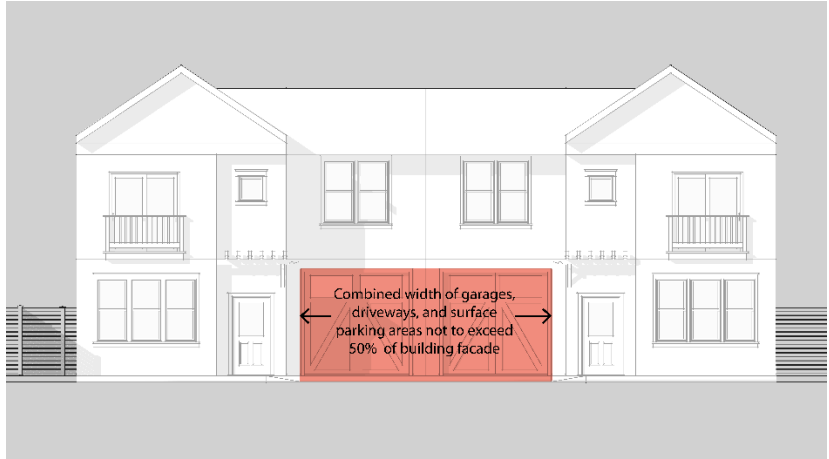 Combined width of garages,
driveways, and surface
parking areas not to exceed
50% of building facade